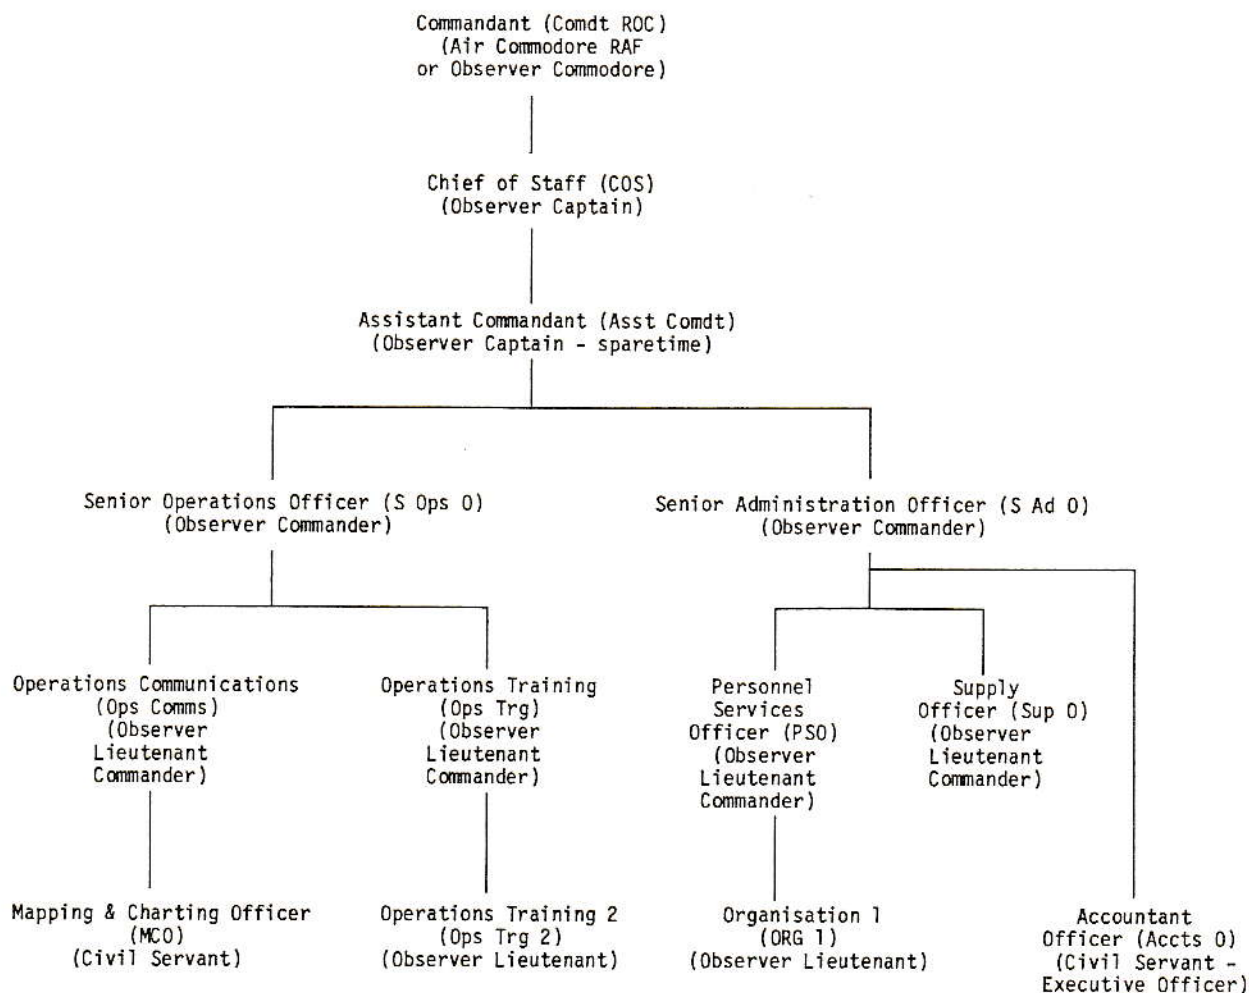 Commandant (Comdt ROC)
(Air Commodore RAF
or Observer Commodore)
Chief of Staff (COS)
(Observer Captain)
Assistant Commandant (Asst Comdt)
(Observer Captain - sparetime)
Senior Operations Officer (S Ops O)
(Observer Commander)
Senior Administration Officer (S Ad O)
(Observer Commander)
Operations Communications
(Ops Comms)
(Observer
Lieutenant
Commander)
Operations Training
(Ops Trg)
(Observer
Lieutenant
Commander)
Personnel
Services
Officer (PSO)
(Observer
Lieutenant
Commander)
Supply
Officer (Sup O)
(Observer
Lieutenant
Commander)
Mapping & Charting Officer
(MCO)
(Civil Servant)
Operations Training 2
(Ops Trg 2)
(Observer Lieutenant)
Organisation 1
(ORG 1)
(Observer Lieutenant)
Accountant
Officer (Accts O)
(Civil Servant -
Executive Officer)